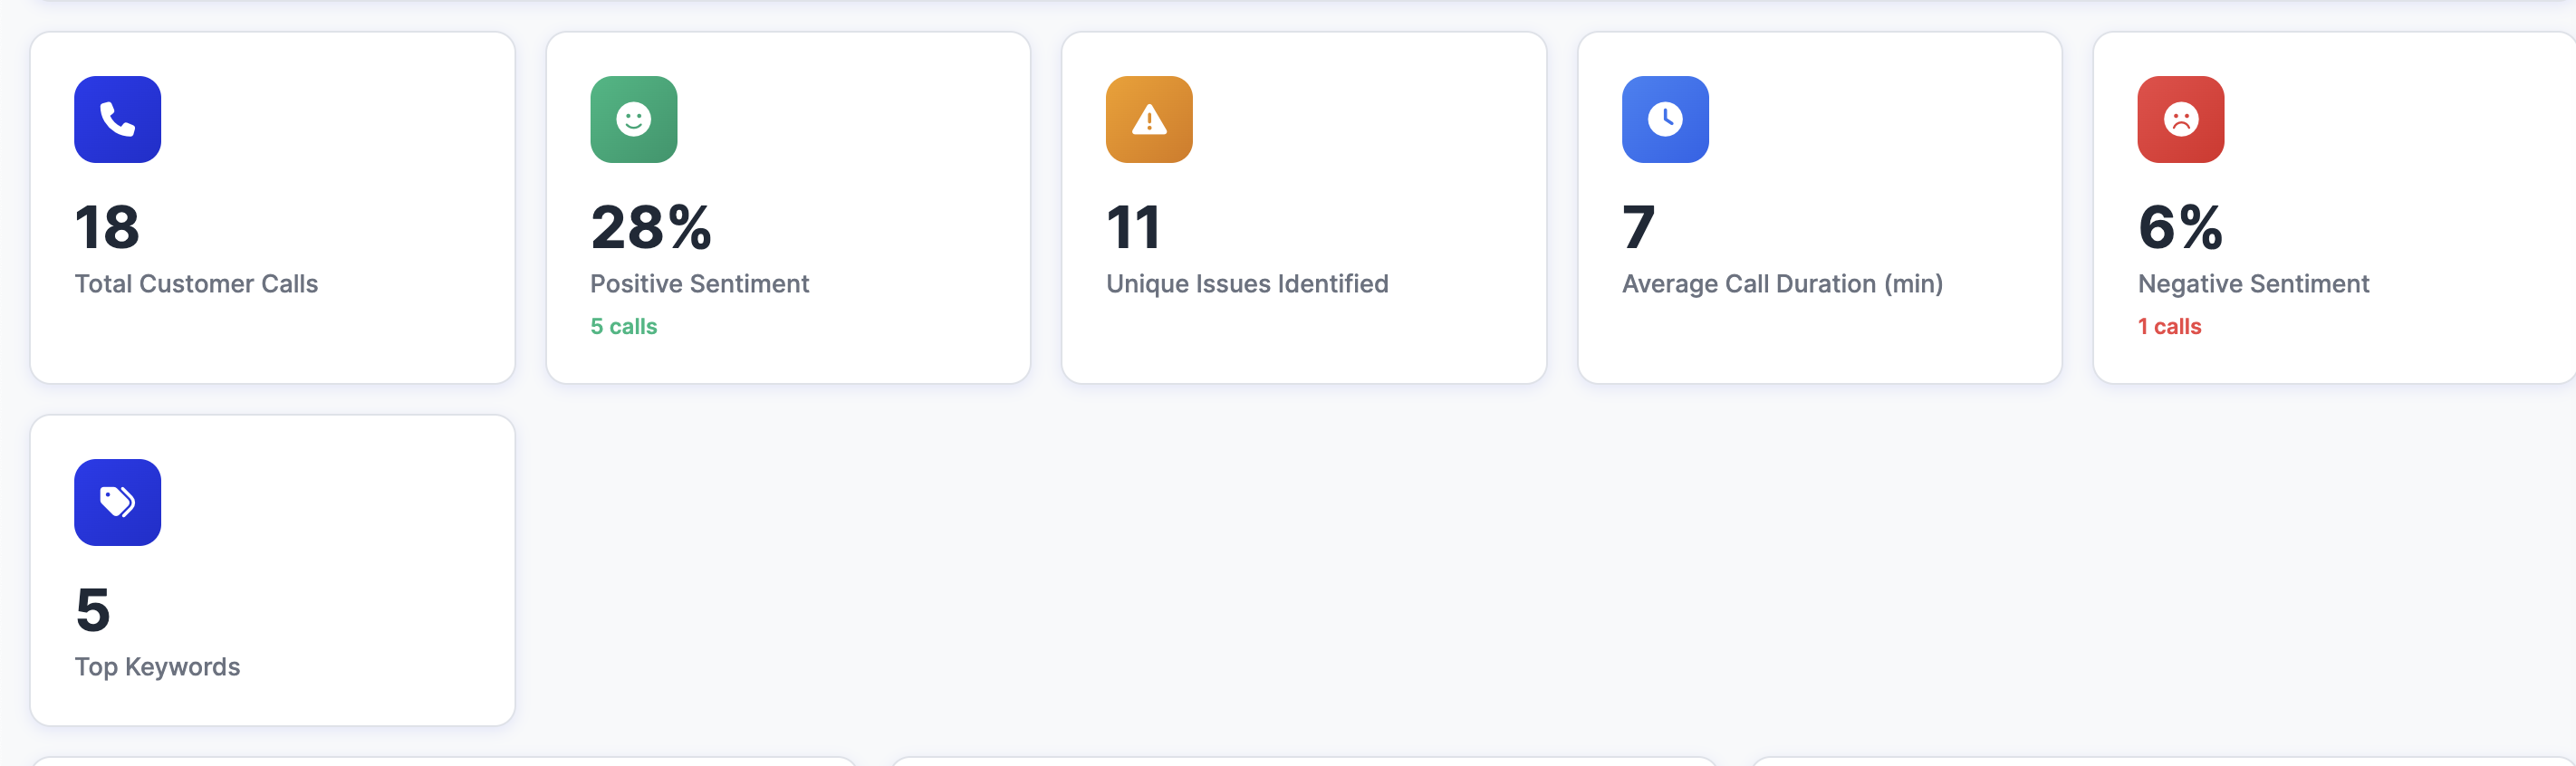 18
Total Customer Calls
28%
Positive Sentiment
5 calls
11
Unique Issues Identified
7
Average Call Duration (min)
6%
Negative Sentiment
1 calls
5
Top Keywords